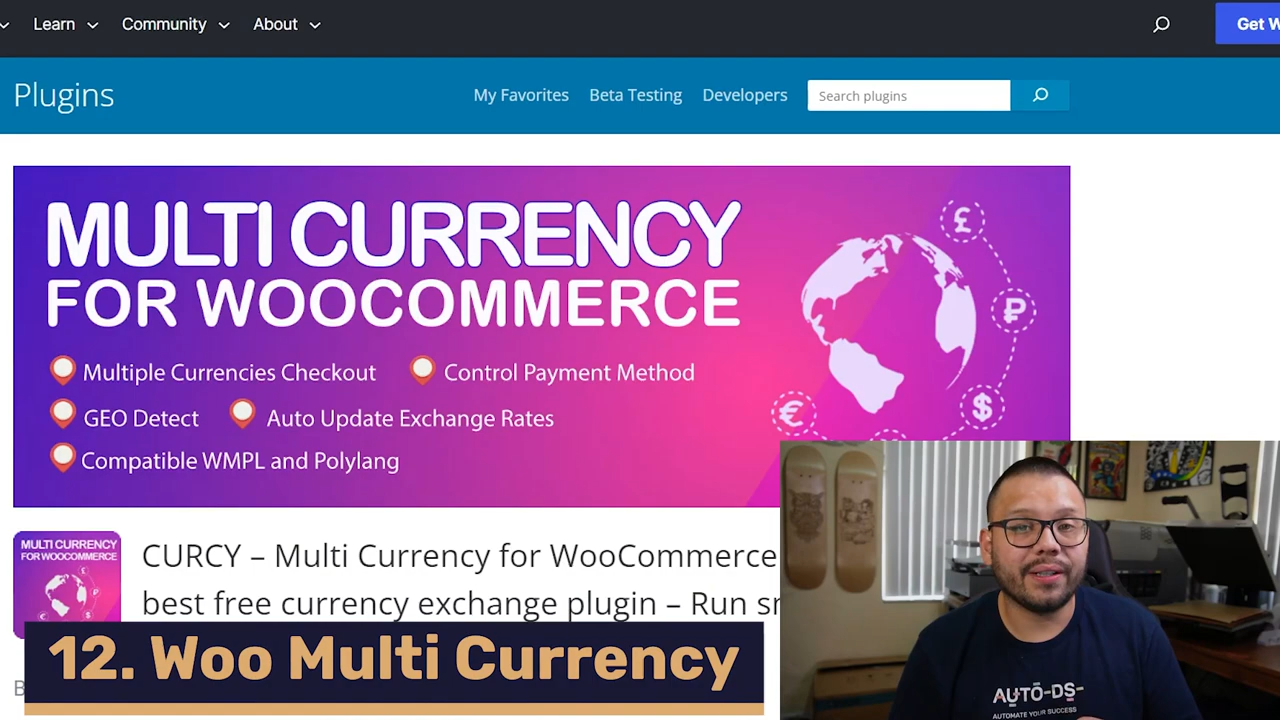 Learn
Community
About
Get W
Plugins
My Favorites
Beta Testing
Developers
Search plugins
MULTI CURRENCY
FOR WOOCOMMERCE
Multiple Currencies Checkout
Control Payment Method
GEO Detect
Auto Update Exchange Rates
Compatible WMPL and Polylang
£
₽
$
€
MULTI CURRENCY
FOR WOOCOMMERCE
CURCY – Multi Currency for WooCommerce
best free currency exchange plugin – Run
12. Woo Multi Currency
AUTO-DS
AUTOMATE YOUR SUCCESS